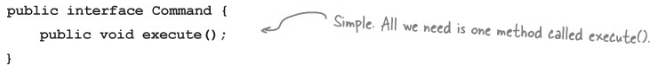 public interface Command {
public void execute();
Simple. All we need is one method called execute().
}